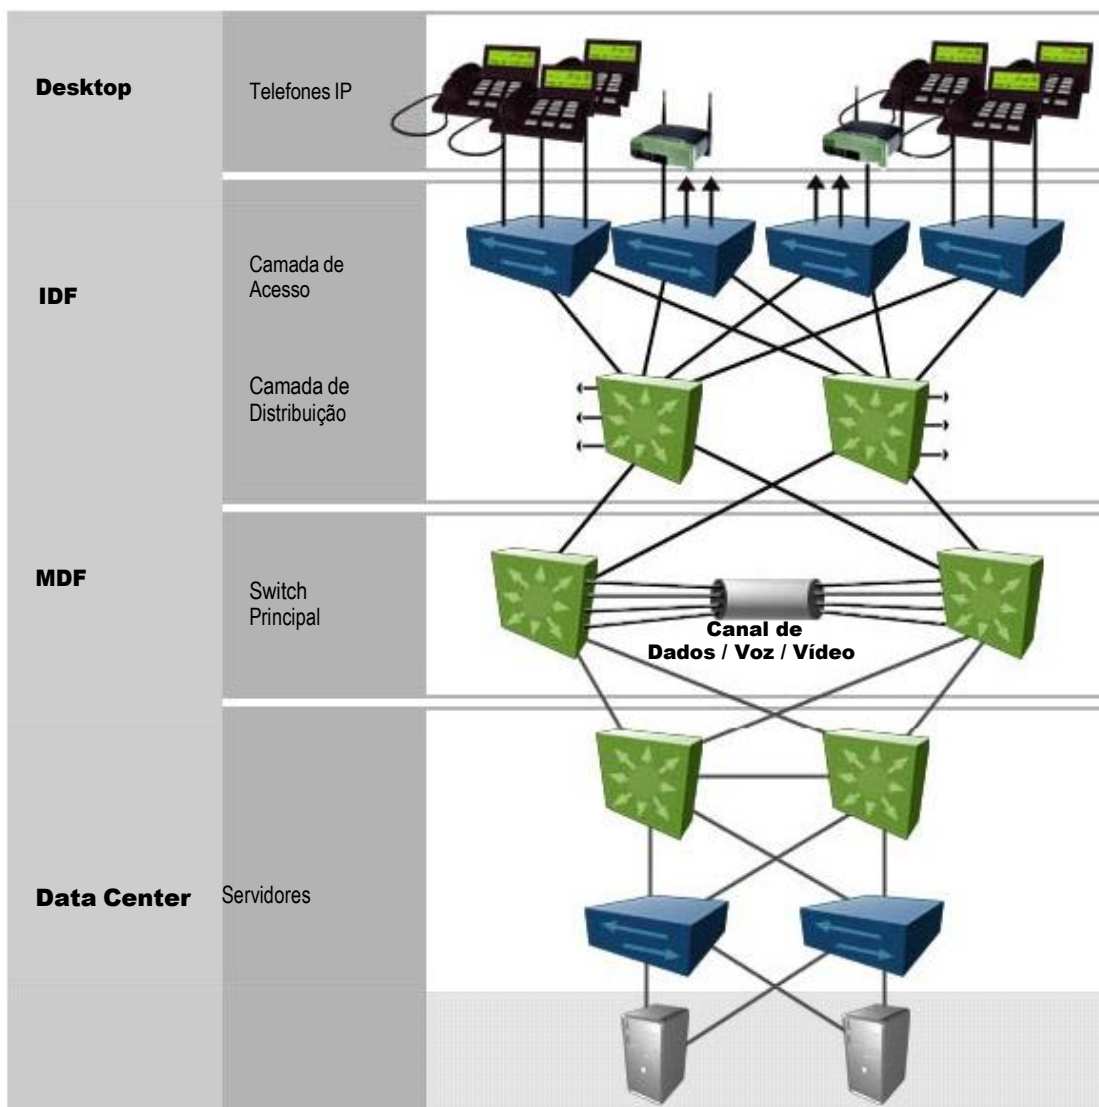 Desktop
Telefones IP
IDF
Camada de
Acesso
Camada de
Distribuição
MDF
Switch
Principal
Canal de
Dados / Voz / Vídeo
Data Center
Servidores